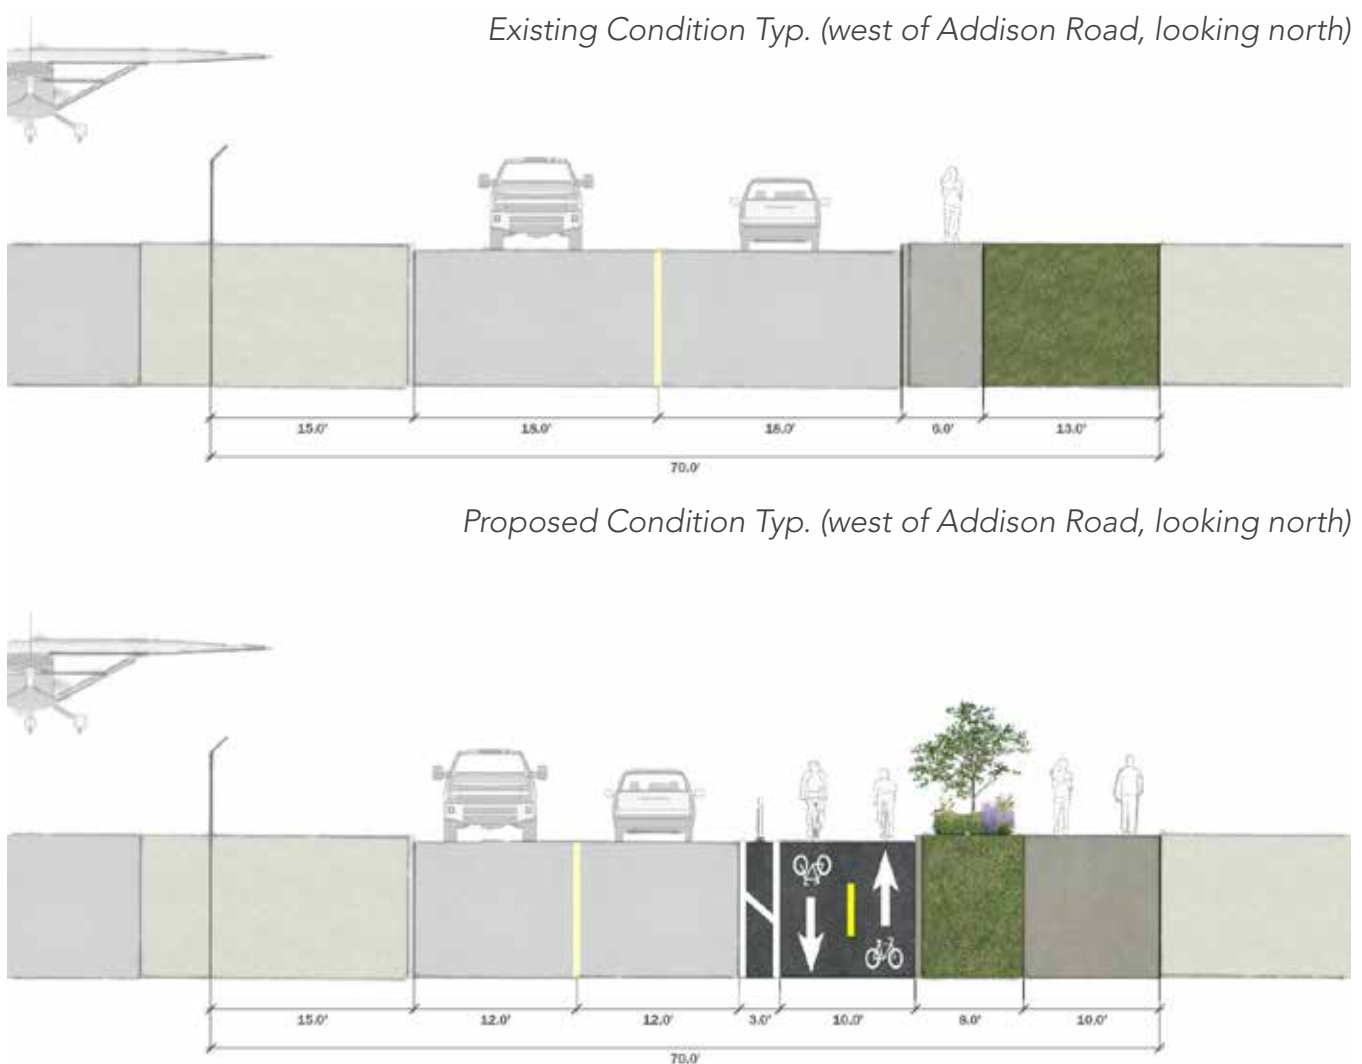 Existing Condition Typ. (west of Addison Road, looking north)
15.0' 18.0' 18.0' 6.0' 13.0'
70.0'
Proposed Condition Typ. (west of Addison Road, looking north)
15.0' 12.0' 12.0' 3.0' 10.0' 8.0' 10.0'
70.0'